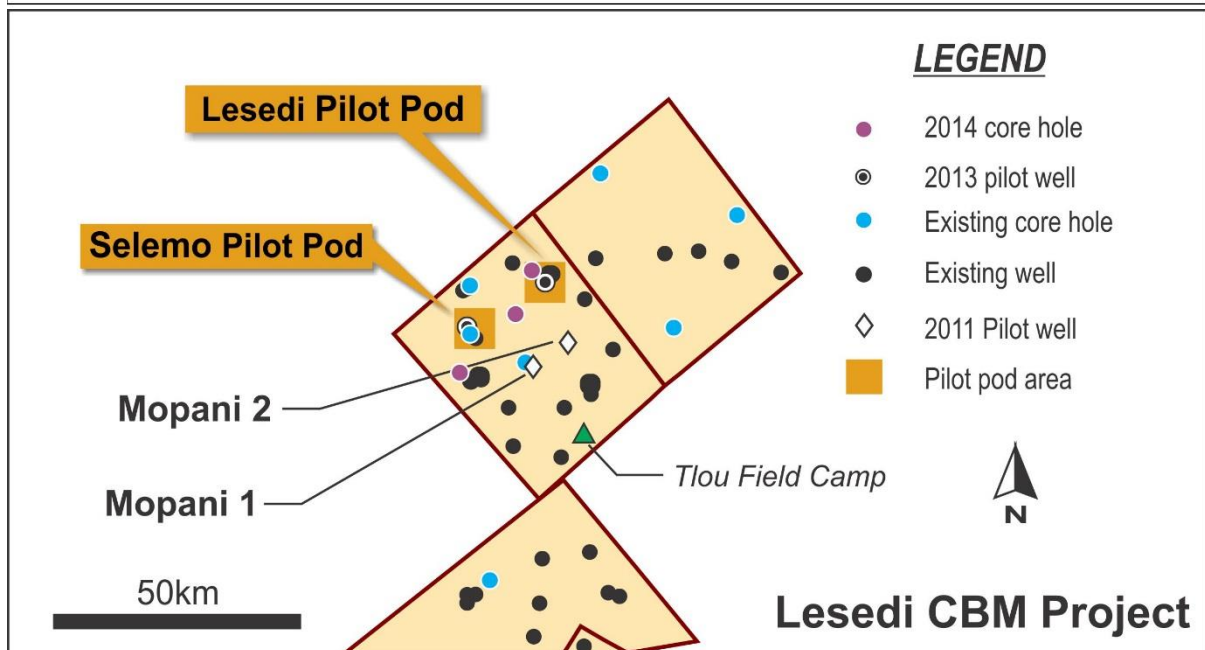 LEGEND
Lesedi Pilot Pod
2014 core hole
2013 pilot well
Selemo Pilot Pod
Existing core hole
Existing well
2011 Pilot well
Pilot pod area
Mopani 2
Tlou Field Camp
Mopani 1
N
50km
Lesedi CBM Project